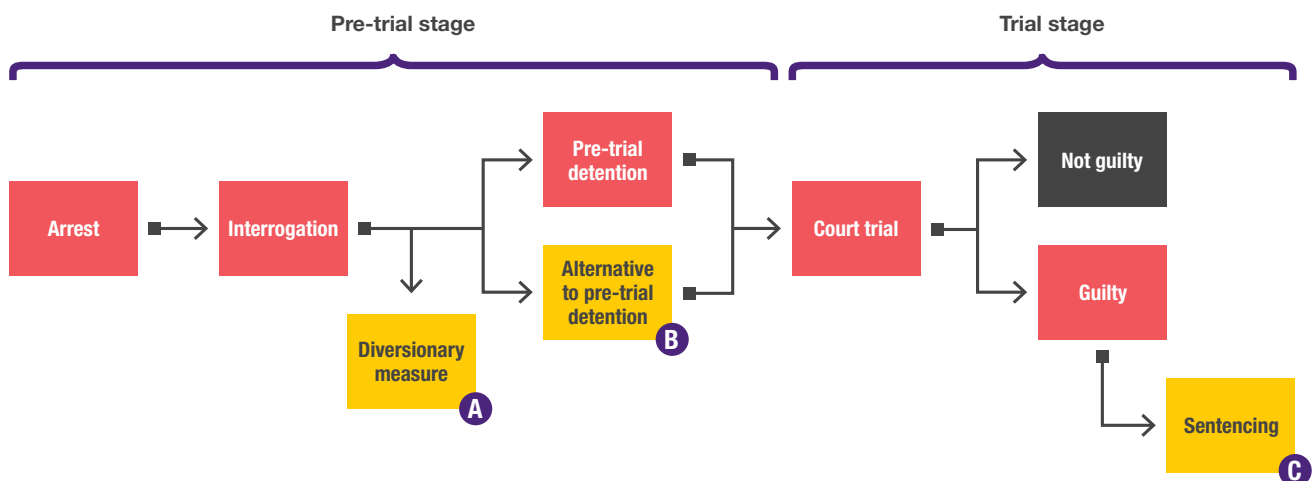 Pre-trial stage
Trial stage
Arrest
Interrogation
Diversionary
measure
A
Pre-trial
detention
Alternative
to pre-trial
detention
B
Court trial
Not guilty
Guilty
Sentencing
C